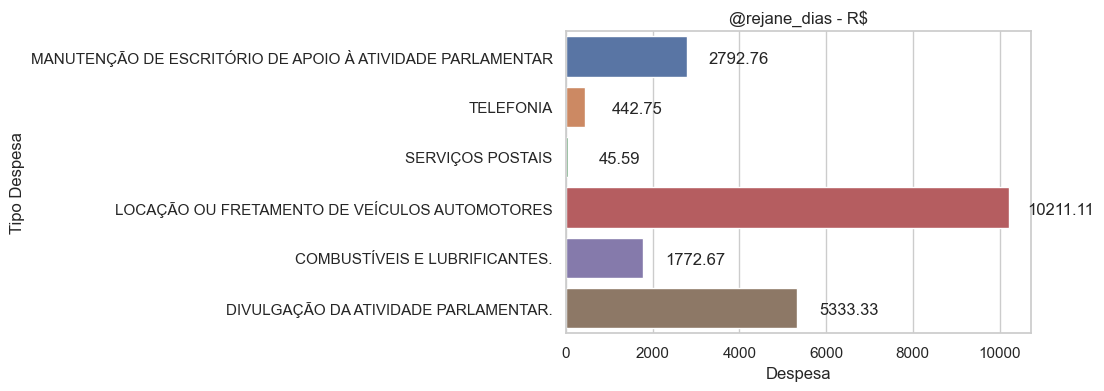 @rejane_dias - R$
MANUTENÇÃO DE ESCRITÓRIO DE APOIO À ATIVIDADE PARLAMENTAR
2792.76
TELEFONIA
442.75
SERVIÇOS POSTAIS
45.59
LOCAÇÃO OU FRETAMENTO DE VEÍCULOS AUTOMOTORES
10211.11
COMBUSTÍVEIS E LUBRIFICANTES.
1772.67
DIVULGAÇÃO DA ATIVIDADE PARLAMENTAR.
5333.33
Tipo Despesa
0 2000 4000 6000 8000 10000
Despesa